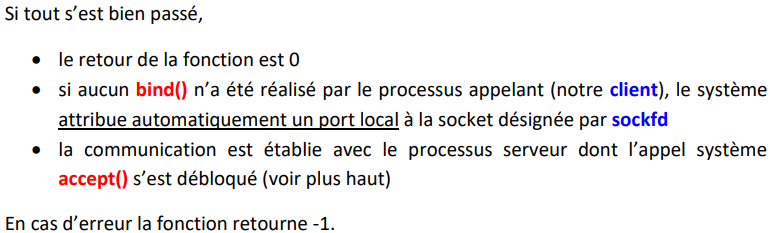 Si tout s’est bien passé,
• le retour de la fonction est 0
• si aucun bind() n’a été réalisé par le processus appelant (notre client), le système
attribue automatiquement un port local à la socket désignée par sockfd
• la communication est établie avec le processus serveur dont l’appel système
accept() s’est débloqué (voir plus haut)
En cas d’erreur la fonction retourne -1.